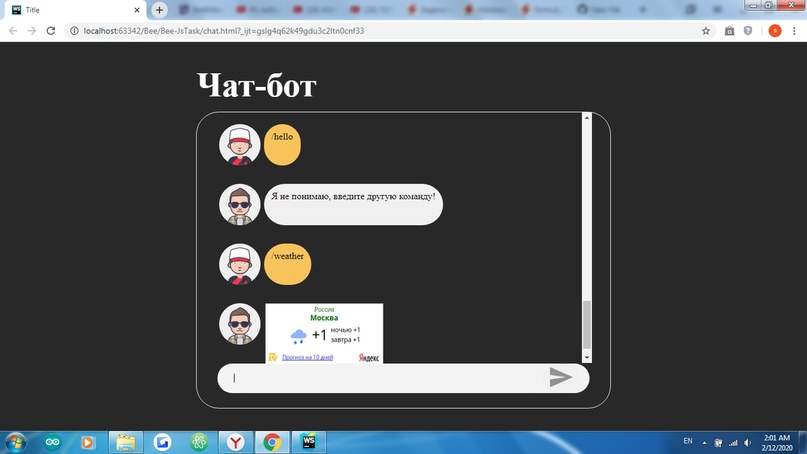 Title
localhost:63342/Bee/Bee-JsTask/chat.html?_ijt=gslg4q62k49gdu3c2ltn0cnf33
Чат-бот
/hello
Я не понимаю, введите другую команду!
/weather
Россия
Москва
+1
ночью +1
завтра +1
Прогноз на 10 дней
Яндекс
EN
2:01 AM
2/12/2020